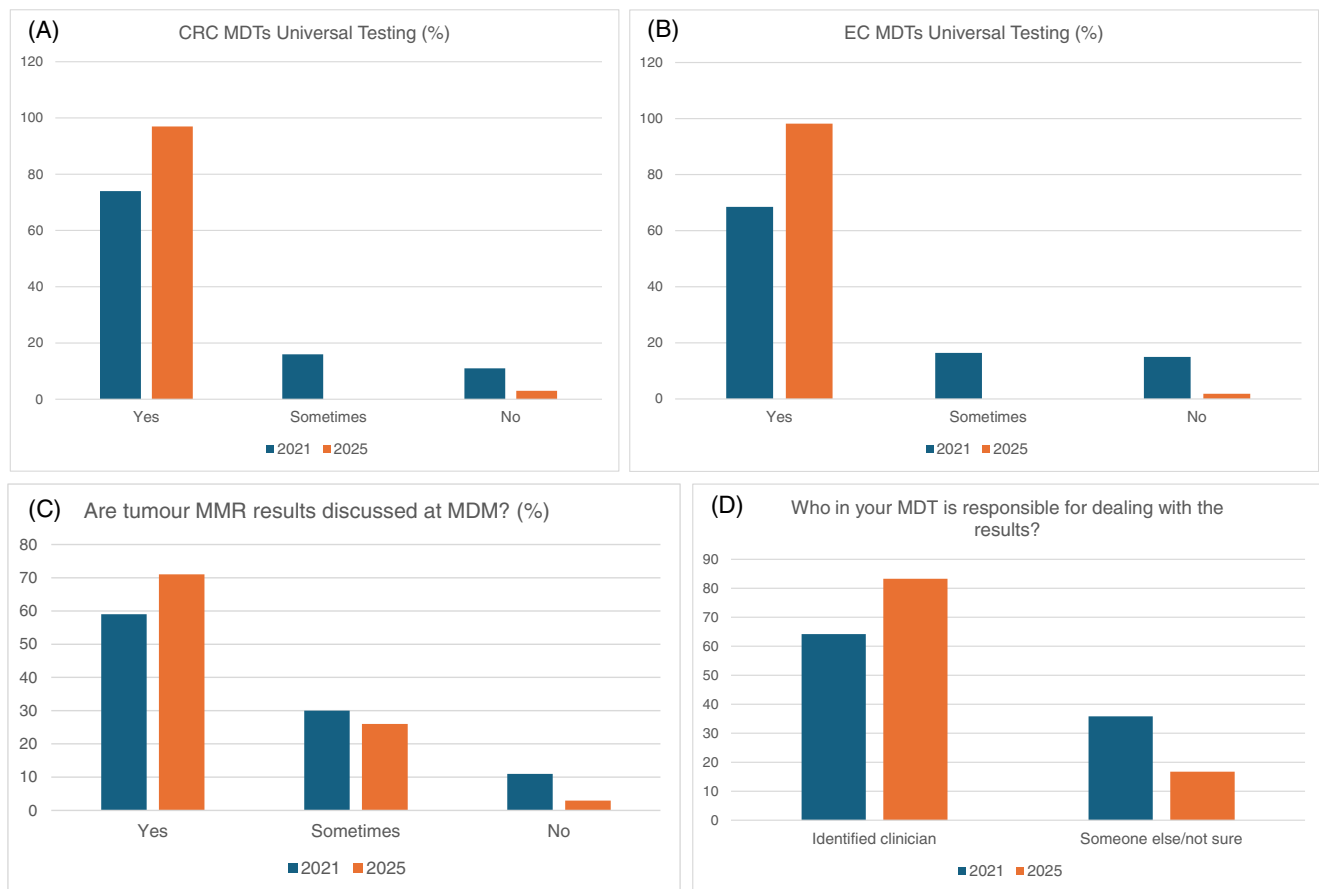 (A)
CRC MDTs Universal Testing (%)
120
100
80
60
40
20
0
Yes Sometimes No
2021 2025
(B)
EC MDTs Universal Testing (%)
120
100
80
60
40
20
0
Yes Sometimes No
2021 2025
(C)
Are tumour MMR results discussed at MDM? (%)
80
70
60
50
40
30
20
10
0
Yes Sometimes No
2021 2025
(D)
Who in your MDT is responsible for dealing with the
results?
90
80
70
60
50
40
30
20
10
0
Identified clinician Someone else/not sure
2021 2025